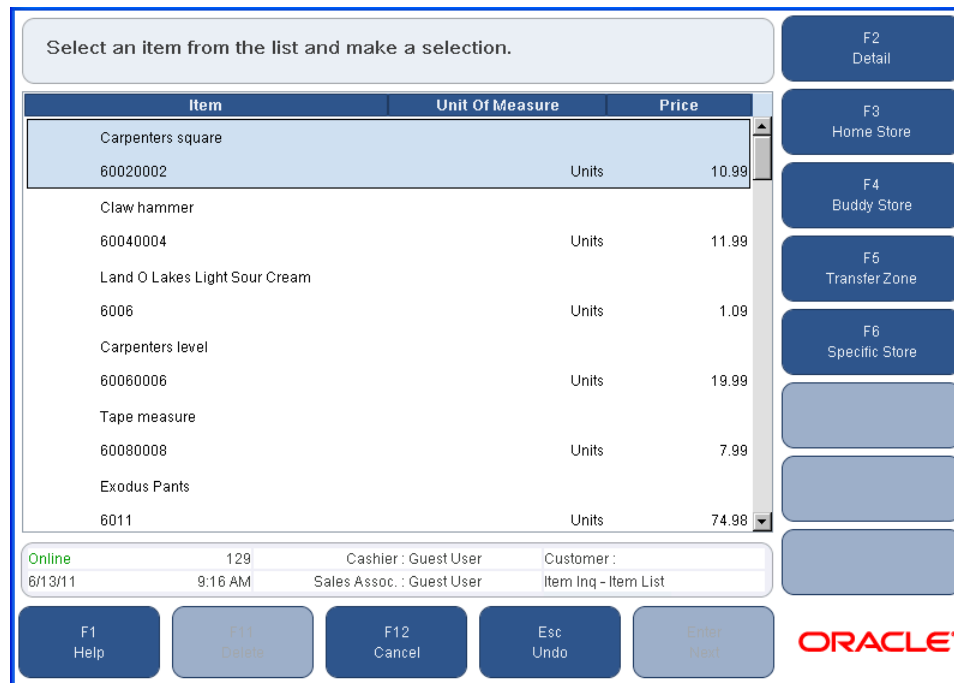 Select an item from the list and make a selection.
Item Unit Of Measure Price
Carpenters square
60020002 Units 10.99
Claw hammer
60040004 Units 11.99
Land O Lakes Light Sour Cream
6006 Units 1.09
Carpenters level
60060006 Units 19.99
Tape measure
60080008 Units 7.99
Exodus Pants
6011 Units 74.98
Online 129 Cashier : Guest User Customer :
6/13/11 9:16 AM Sales Assoc. : Guest User Item Inq - Item List
F2
Detail
F3
Home Store
F4
Buddy Store
F5
Transfer Zone
F6
Specific Store
F1
Help
F11
Delete
F12
Cancel
Esc
Undo
Enter
Next
ORACLE